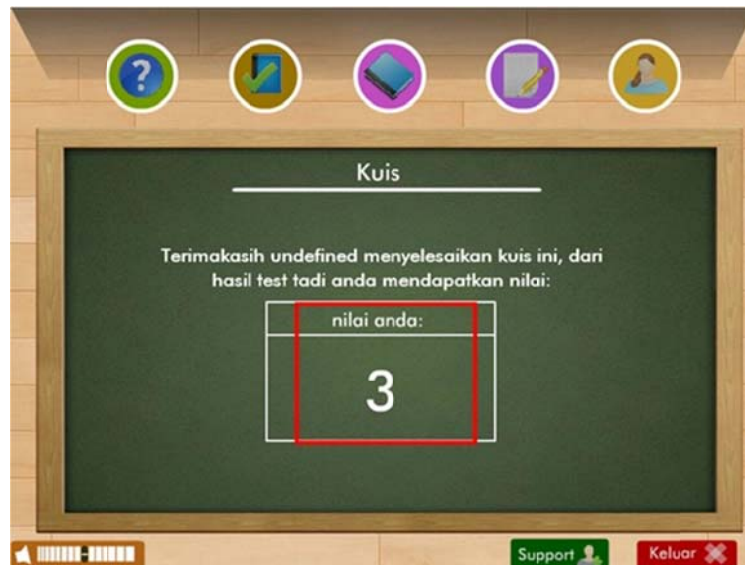 Kuis
Terimakasih undefined menyelesaikan kuis ini, dari
hasil test tadi anda mendapatkan nilai:
nilai anda:
3
Support
Keluar